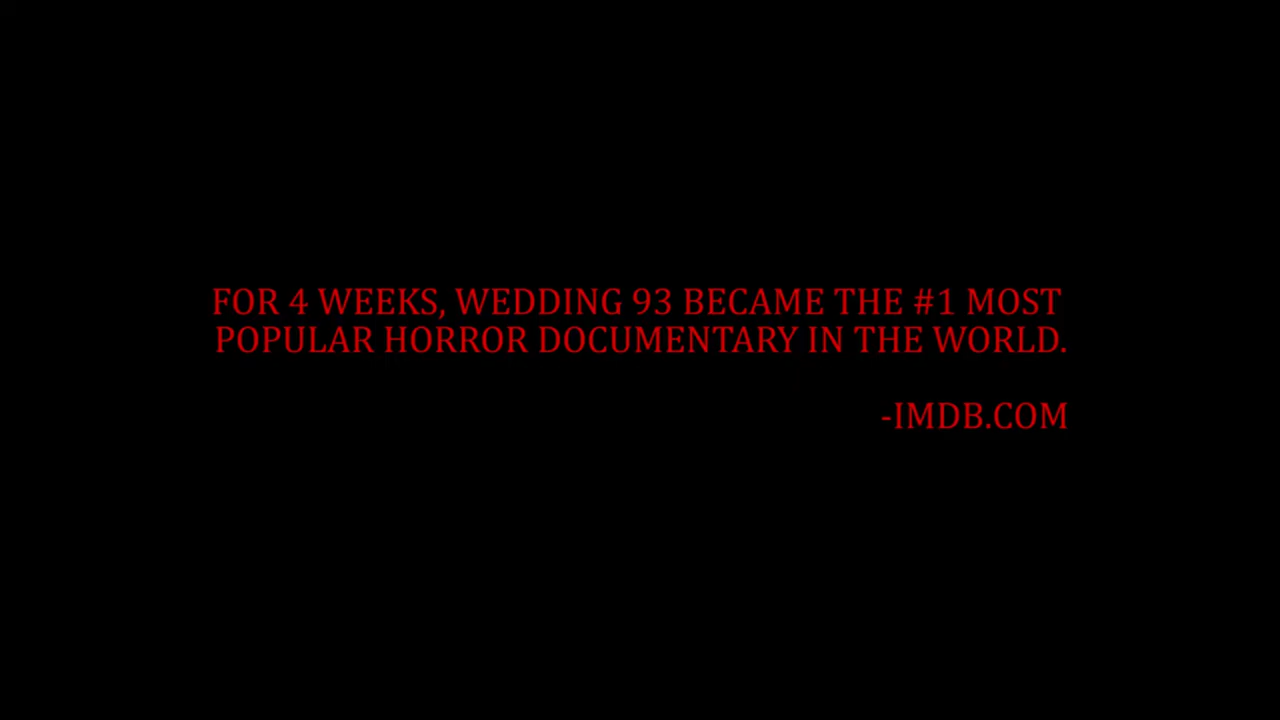 FOR 4 WEEKS, WEDDING 93 BECAME THE #1 MOST
POPULAR HORROR DOCUMENTARY IN THE WORLD.
-IMDB.COM